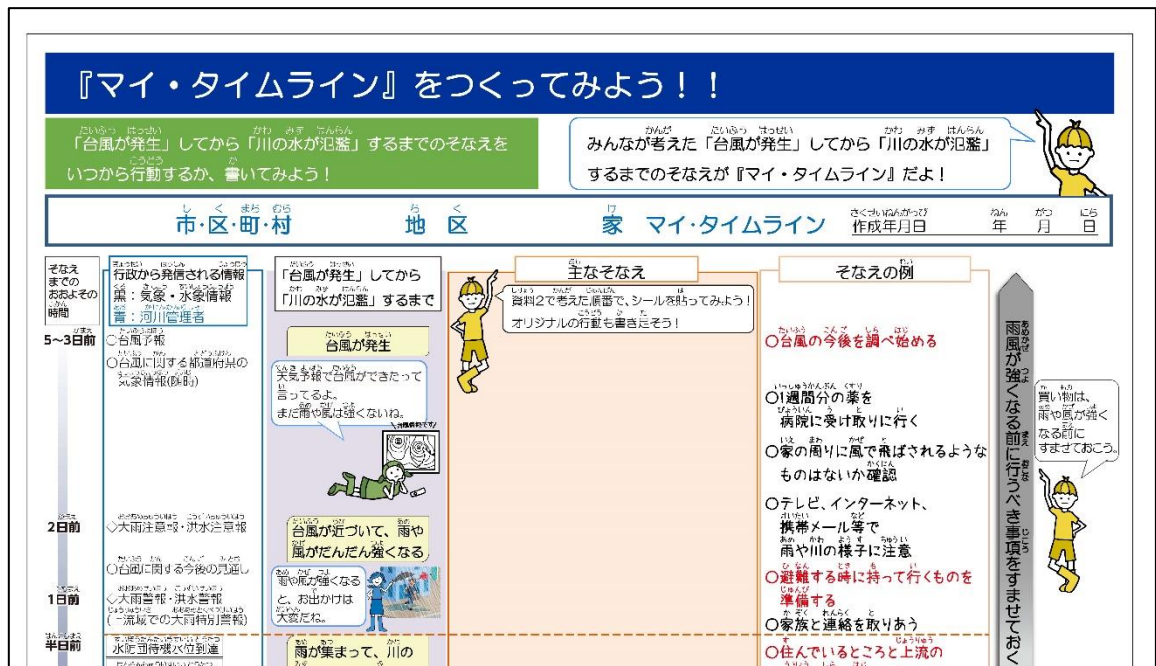 『マイ・タイムライン』をつくってみよう！！
「台風が発生」してから「川の水が氾濫」するまでのそなえを
いつから行動するか、書いてみよう！
みんなが考えた「台風が発生」してから「川の水が氾濫」
するまでのそなえが『マイ・タイムライン』だよ！
市・区・町・村 地区 家 マイ・タイムライン 作成年月日 年 月 日
そなえ
までの
おおよその
時間
行政から発信される情報
黒：気象・水象情報
青：河川管理者
「台風が発生」してから
「川の水が氾濫」するまで
主なそなえ
資料2で考えた順番で、シールを貼ってみよう！
オリジナルの行動も書き足そう！
そなえの例
5～3日前
○台風予報
○台風に関する都道府県の
気象情報(随時)
台風が発生
天気予報で台風ができたって
言ってるよ。
まだ雨や風は強くないね。
○台風の今後を調べ始める
○1週間分の薬を
病院に受け取りに行く
○家の周りに風で飛ばされるような
ものはないか確認
雨風が強くなる前に行うべき事項をすませておく
買い物は、
雨や風が強く
なる前に
すませておこう。
2日前
◇大雨注意報・洪水注意報
○台風に関する今後の見通し
台風が近づいて、雨や
風がだんだん強くなる
○テレビ、インターネット、
携帯メール等で
雨や川の様子に注意
○避難する時に持って行くものを
準備する
1日前
◇大雨警報・洪水警報
(一流域での大雨特別警報)
雨や風が強くなる
と、お出かけは
大変だね。
○家族と連絡を取りあう
半日前
水防団待機水位到達
雨が集まって、川の
○住んでいるところと上流の